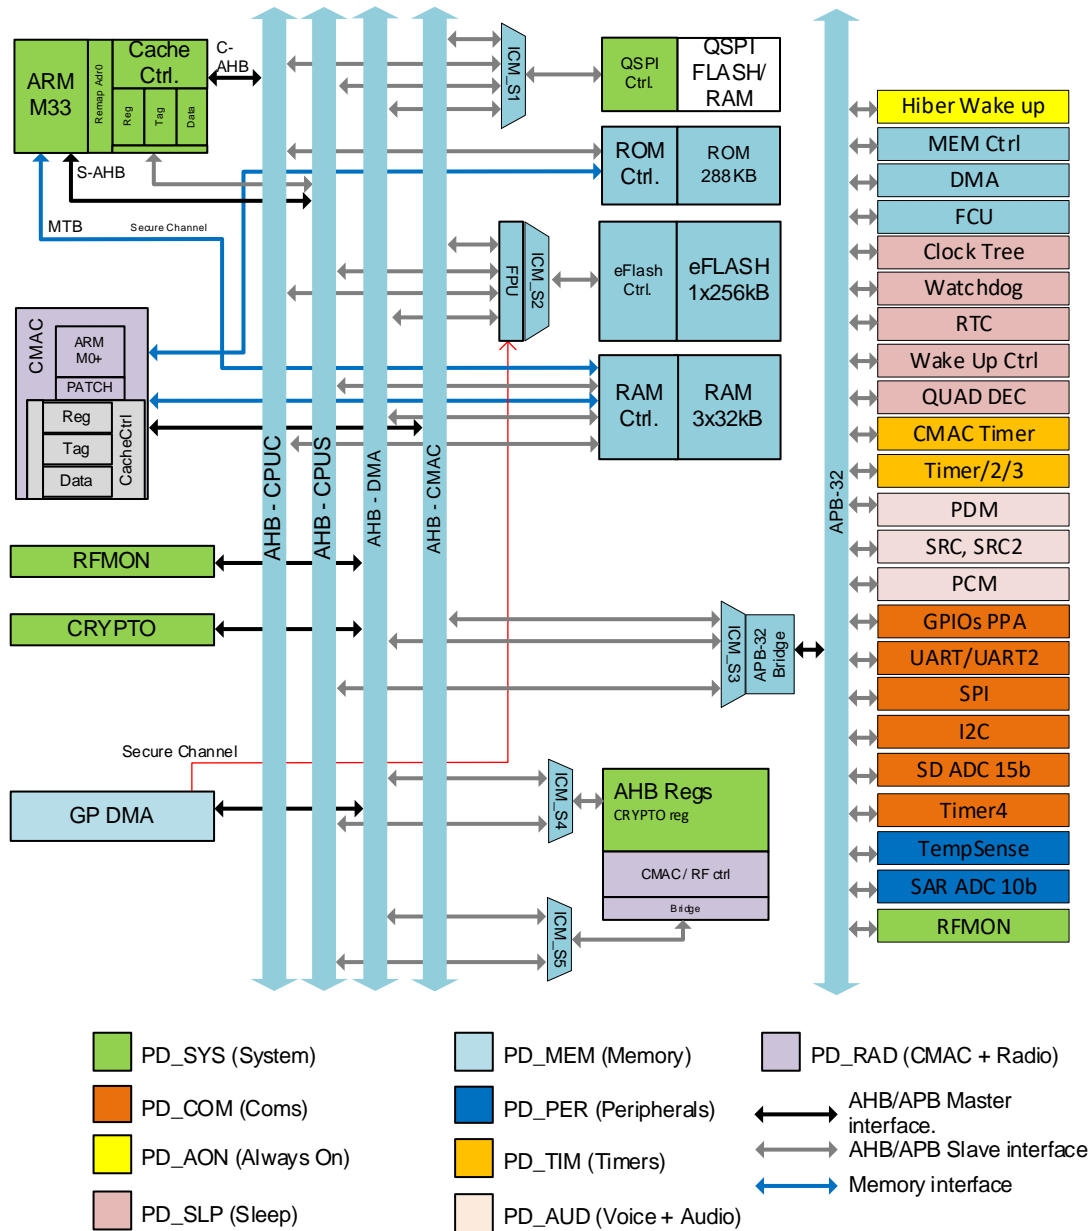 ARM
M33
Remap Adr0
Cache
Ctrl.
Reg
Tag
Data
C-
AHB
S-AHB
MTB
Secure Channel
CMAC
ARM
M0+
PATCH
Reg
Tag
Data
CacheCtrl
RFMON
CRYPTO
Secure Channel
GP DMA
AHB - CPUC
AHB - CPUS
AHB - DMA
AHB - CMAC
ICM_S1
QSPI
Ctrl.
QSPI
FLASH/
RAM
ROM
Ctrl.
ROM
288KB
FPU
ICM_S2
eFlash
Ctrl.
eFLASH
1x256kB
RAM
Ctrl.
RAM
3x32kB
ICM_S3
APB-32
Bridge
ICM_S4
AHB Regs
CRYPTO reg
CMAC / RF ctrl
Bridge
ICM_S5
APB-32
Hiber Wake up
MEM Ctrl
DMA
FCU
Clock Tree
Watchdog
RTC
Wake Up Ctrl
QUAD DEC
CMAC Timer
Timer/2/3
PDM
SRC, SRC2
PCM
GPIOs PPA
UART/UART2
SPI
I2C
SD ADC 15b
Timer4
TempSense
SAR ADC 10b
RFMON
PD_SYS (System)
PD_COM (Coms)
PD_AON (Always On)
PD_SLP (Sleep)
PD_MEM (Memory)
PD_PER (Peripherals)
PD_TIM (Timers)
PD_AUD (Voice + Audio)
PD_RAD (CMAC + Radio)
AHB/APB Master
interface.
AHB/APB Slave interface
Memory interface